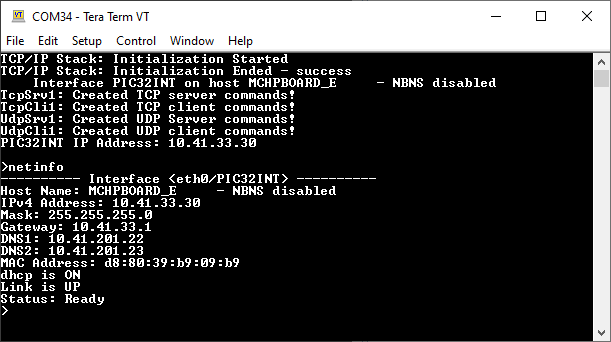 COM34 - Tera Term VT
File Edit Setup Control Window Help
TCP/IP Stack: Initialization Started
TCP/IP Stack: Initialization Ended - success
    Interface PIC32INT on host MCHPBOARD_E     - NBNS disabled
TcpSrv1: Created TCP server commands!
TcpCli1: Created TCP client commands!
UdpSrv1: Created UDP Server commands!
UdpCli1: Created UDP client commands!
PIC32INT IP Address: 10.41.33.30
>netinfo
---------- Interface <eth0/PIC32INT> ----------
Host Name: MCHPBOARD_E     - NBNS disabled
IPv4 Address: 10.41.33.30
Mask: 255.255.255.0
Gateway: 10.41.33.1
DNS1: 10.41.201.22
DNS2: 10.41.201.23
MAC Address: d8:80:39:b9:09:b9
dhcp is ON
Link is UP
Status: Ready
>